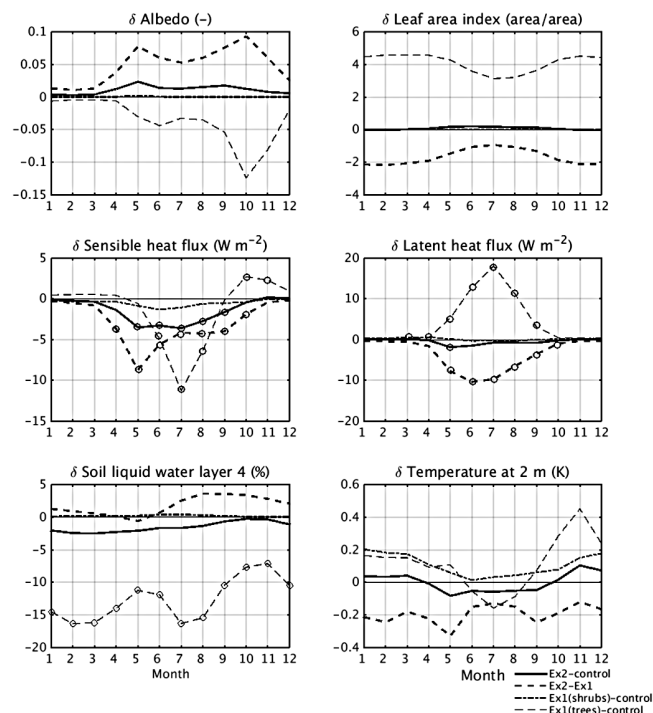 δ Albedo (-)
0.1
0.05
0
−0.05
−0.1
−0.15
1 2 3 4 5 6 7 8 9 10 11 12
δ Leaf area index (area/area)
6
4
2
0
−2
−4
1 2 3 4 5 6 7 8 9 10 11 12
δ Sensible heat flux (W m−2)
5
0
−5
−10
−15
1 2 3 4 5 6 7 8 9 10 11 12
δ Latent heat flux (W m−2)
20
10
0
−10
−20
1 2 3 4 5 6 7 8 9 10 11 12
δ Soil liquid water layer 4 (%)
5
0
−5
−10
−15
−20
1 2 3 4 5 6 7 8 9 10 11 12
Month
δ Temperature at 2 m (K)
0.6
0.4
0.2
0
−0.2
−0.4
1 2 3 4 5 6 7 8 9 10 11 12
Month
Ex2−control
Ex2−Ex1
Ex1(shrubs)−control
Ex1(trees)−control